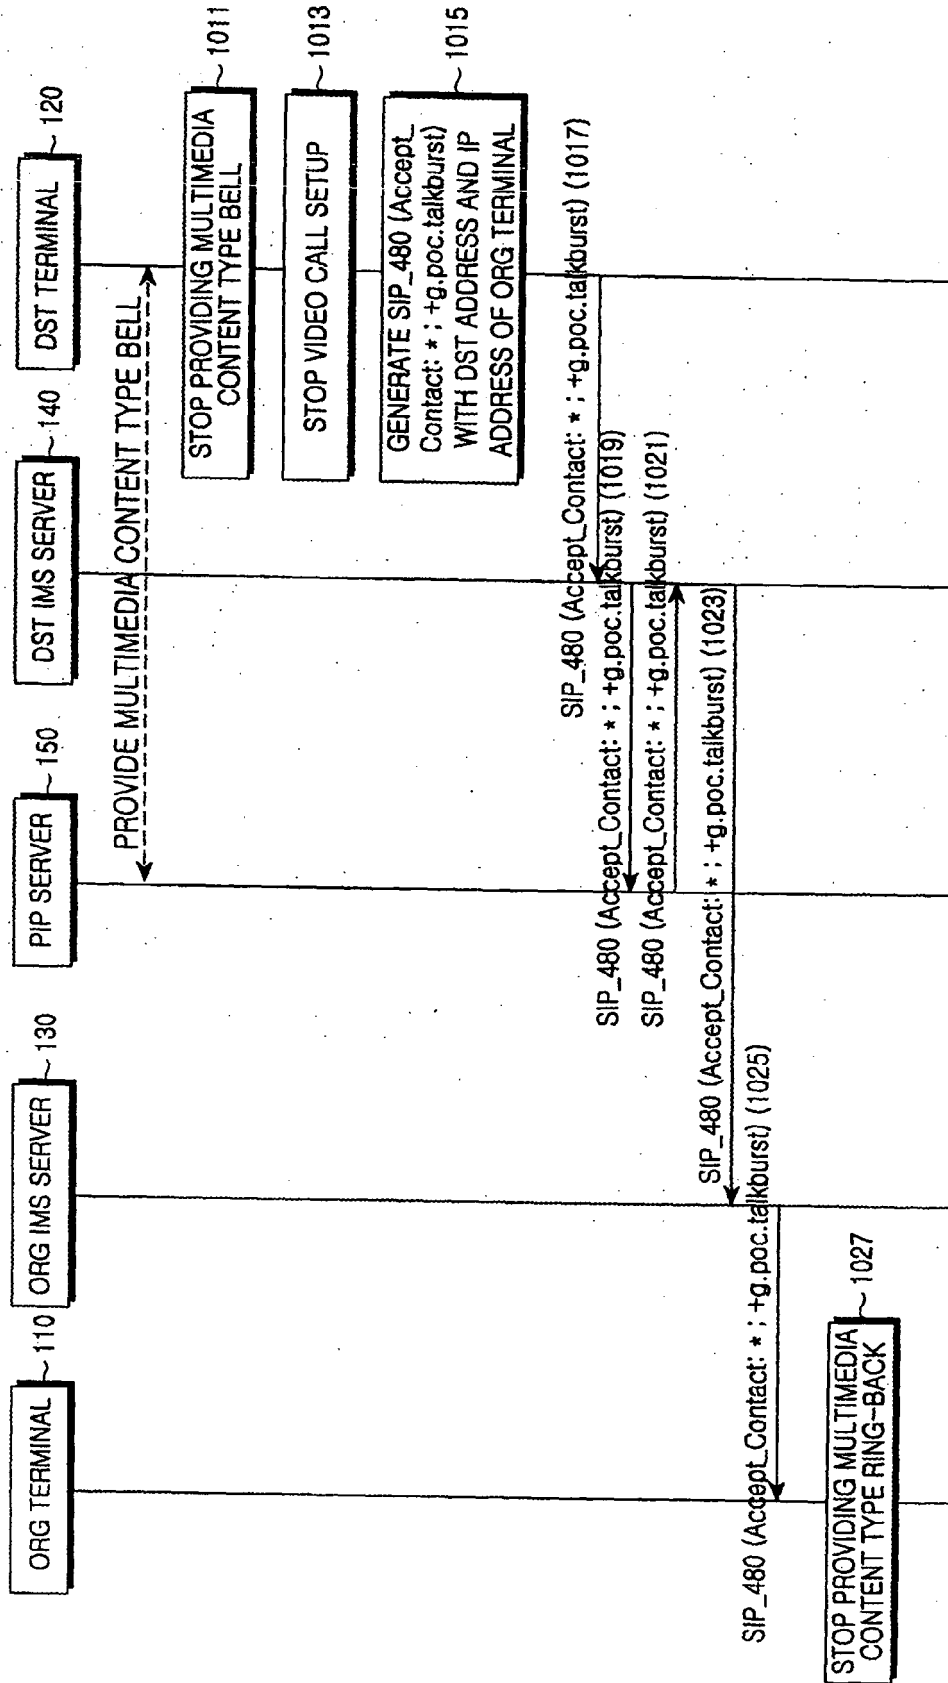 ORG TERMINAL ~110
ORG IMS SERVER ~130
PIP SERVER ~150
DST IMS SERVER ~140
DST TERMINAL ~120
PROVIDE MULTIMEDIA CONTENT TYPE BELL
STOP PROVIDING MULTIMEDIA
CONTENT TYPE BELL
~1011
STOP VIDEO CALL SETUP
~1013
GENERATE SIP_480 (Accept_
Contact: * ; +g.poc.talkburst)
WITH DST ADDRESS AND IP
ADDRESS OF ORG TERMINAL
~1015
SIP_480 (Accept_Contact: * ; +g.poc.talkburst) (1017)
SIP_480 (Accept_Contact: * ; +g.poc.talkburst) (1019)
SIP_480 (Accept_Contact: * ; +g.poc.talkburst) (1021)
SIP_480 (Accept_Contact: * ; +g.poc.talkburst) (1023)
SIP_480 (Accept_Contact: * ; +g.poc.talkburst) (1025)
STOP PROVIDING MULTIMEDIA
CONTENT TYPE RING-BACK
~1027